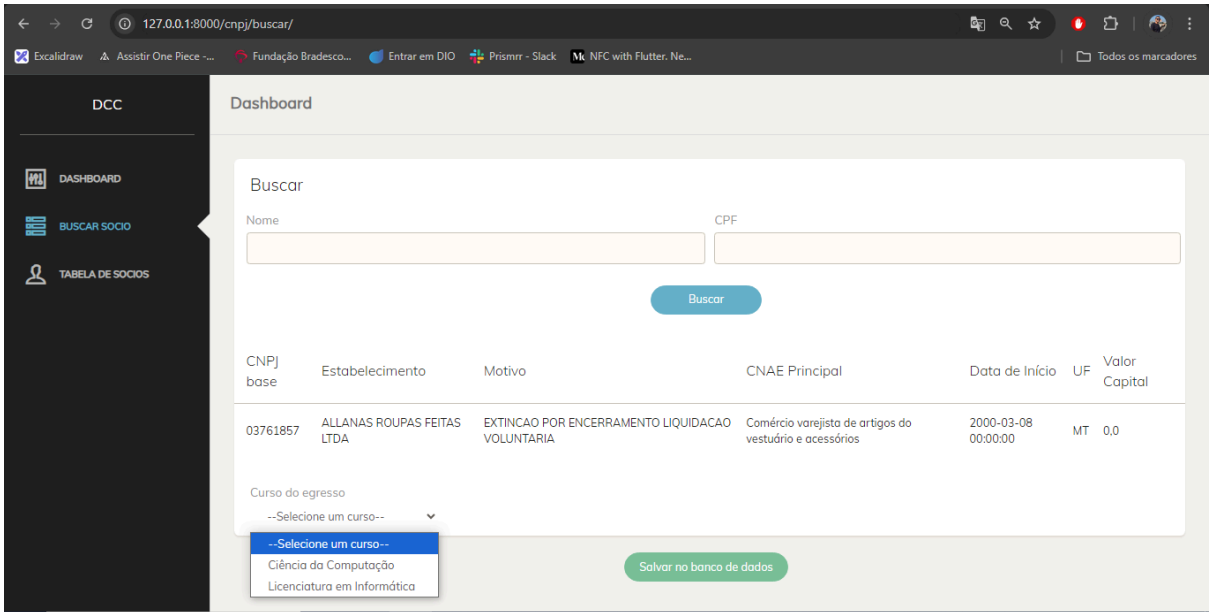 127.0.0.1:8000/cnpj/buscar/
Excalidraw
Assistir One Piece -...
Fundação Bradesco...
Entrar em DIO
Prismrr - Slack
NFC with Flutter. Ne...
Todos os marcadores
DCC
Dashboard
DASHBOARD
BUSCAR SOCIO
TABELA DE SOCIOS
Buscar
Nome
CPF
Buscar
CNPJ base
Estabelecimento
Motivo
CNAE Principal
Data de Início
UF
Valor Capital
03761857
ALLANAS ROUPAS FEITAS
LTDA
EXTINCAO POR ENCERRAMENTO LIQUIDACAO
VOLUNTARIA
Comércio varejista de artigos do
vestuário e acessórios
2000-03-08
00:00:00
MT
0,0
Curso do egresso
--Selecione um curso--
--Selecione um curso--
Ciência da Computação
Licenciatura em Informática
Salvar no banco de dados